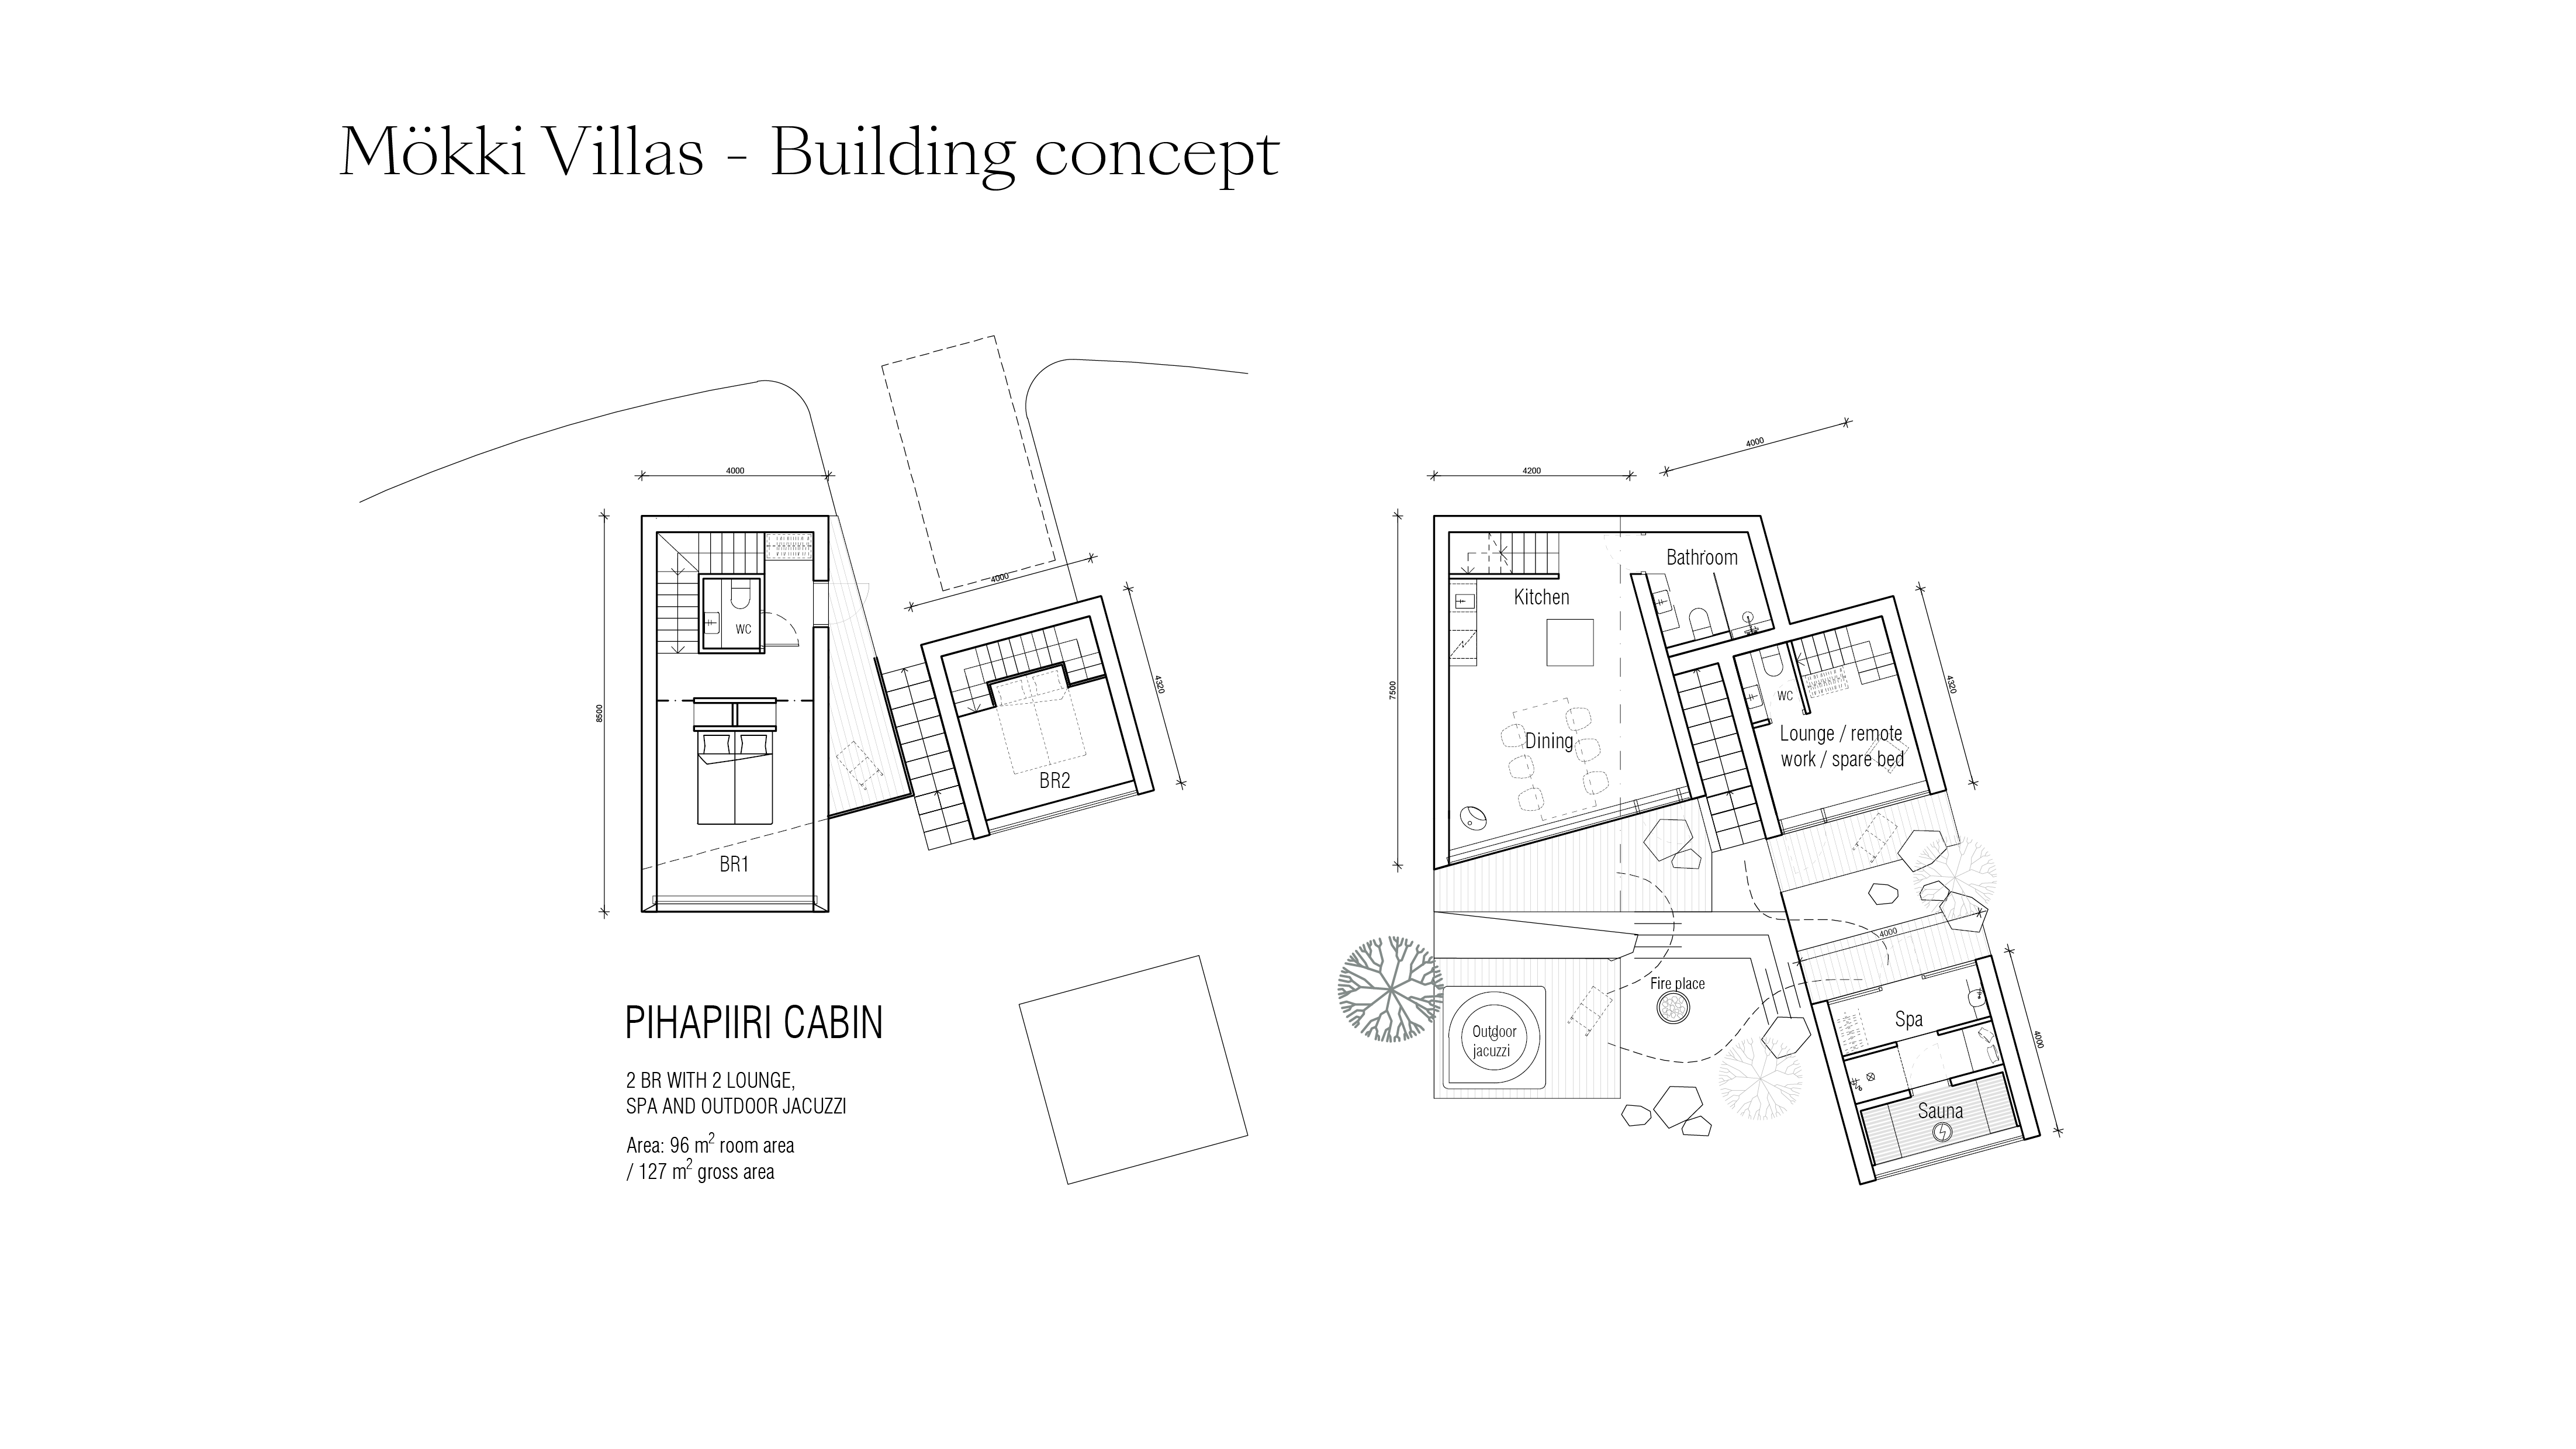 Mökki Villas - Building concept
4000
8500
WC
BR1
4000
4320
BR2
PIHAPIIRI CABIN
2 BR WITH 2 LOUNGE,
SPA AND OUTDOOR JACUZZI
Area: 96 m² room area
/ 127 m² gross area
4200
4000
7500
Bathroom
Kitchen
Dining
WC
Lounge / remote
work / spare bed
4320
4000
Fire place
Outdoor
jacuzzi
Spa
4000
Sauna